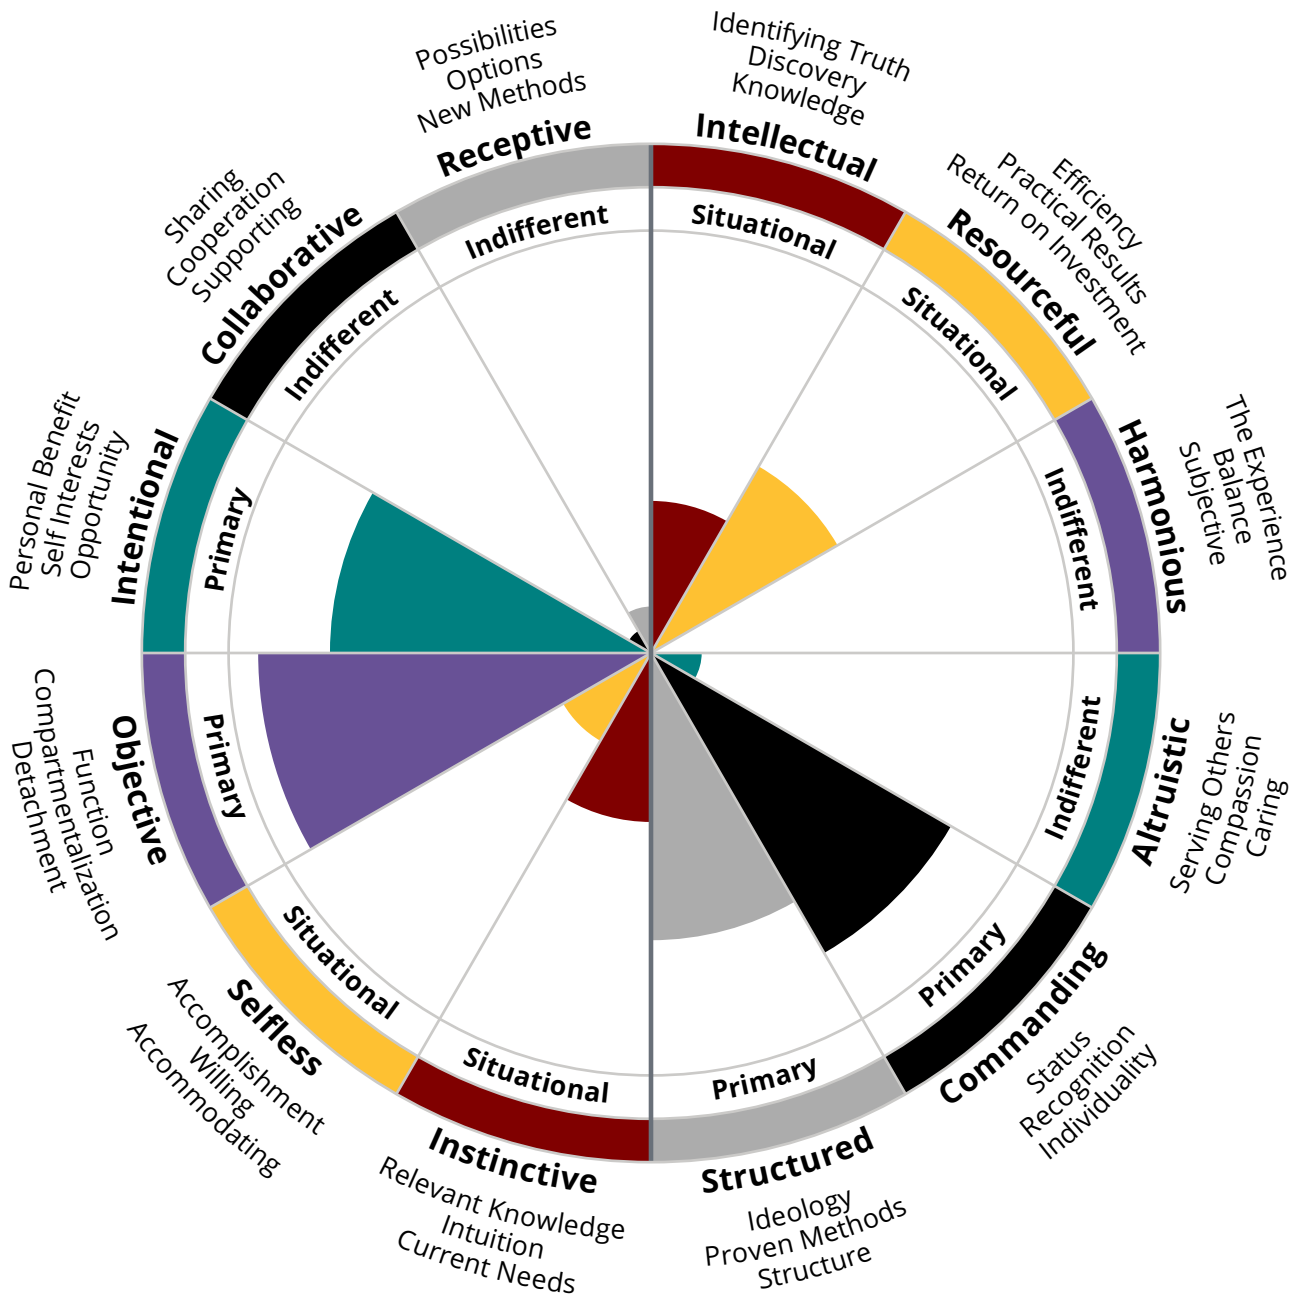 Identifying Truth
Discovery
Knowledge
Intellectual
Situational
Efficiency
Practical Results
Return on Investment
Resourceful
Situational
The Experience
Balance
Subjective
Harmonious
Indifferent
Indifferent
Altruistic
Serving Others
Compassion
Caring
Primary
Commanding
Status
Recognition
Individuality
Primary
Structured
Ideology
Proven Methods
Structure
Situational
Instinctive
Relevant Knowledge
Intuition
Current Needs
Situational
Selfless
Accomplishment
Willing
Accommodating
Primary
Objective
Function
Compartmentalization
Detachment
Personal Benefit
Self Interests
Opportunity
Intentional
Primary
Sharing
Cooperation
Supporting
Collaborative
Indifferent
Possibilities
Options
New Methods
Receptive
Indifferent